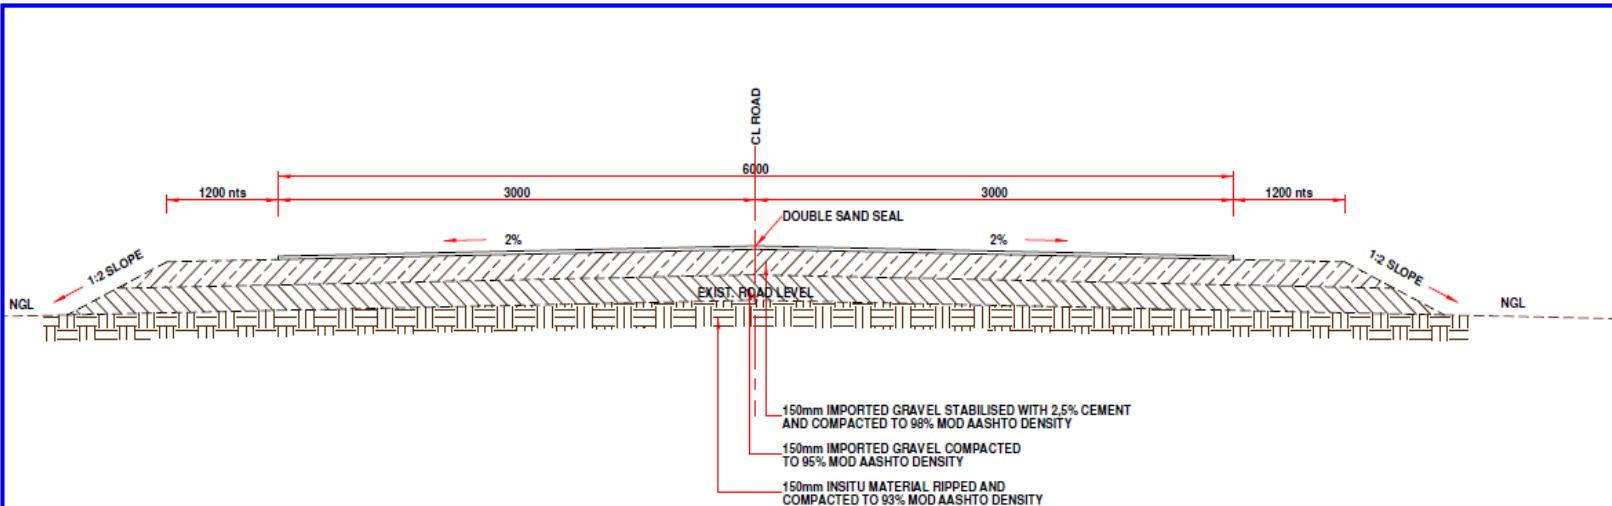 CL ROAD
6000
1200 nts
3000
3000
1200 nts
DOUBLE SAND SEAL
2%
2%
1:2 SLOPE
1:2 SLOPE
NGL
EXIST. ROAD LEVEL
NGL
150mm IMPORTED GRAVEL STABILISED WITH 2,5% CEMENT
AND COMPACTED TO 98% MOD AASHTO DENSITY
150mm IMPORTED GRAVEL COMPACTED
TO 95% MOD AASHTO DENSITY
150mm INSITU MATERIAL RIPPED AND
COMPACTED TO 93% MOD AASHTO DENSITY